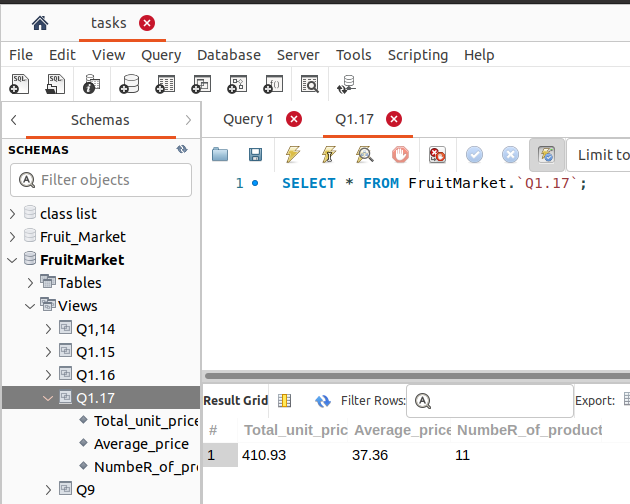 tasks
File Edit View Query Database Server Tools Scripting Help
Schemas
Query 1
Q1.17
SCHEMAS
Filter objects
Limit to
1 SELECT * FROM FruitMarket.`Q1.17`;
class list
Fruit_Market
FruitMarket
Tables
Views
Q1,14
Q1.15
Q1.16
Q1.17
Total_unit_price
Average_price
NumbeR_of_p
Q9
Result Grid Filter Rows: Export:
# Total_unit_pric Average_price NumbeR_of_product
1 410.93 37.36 11